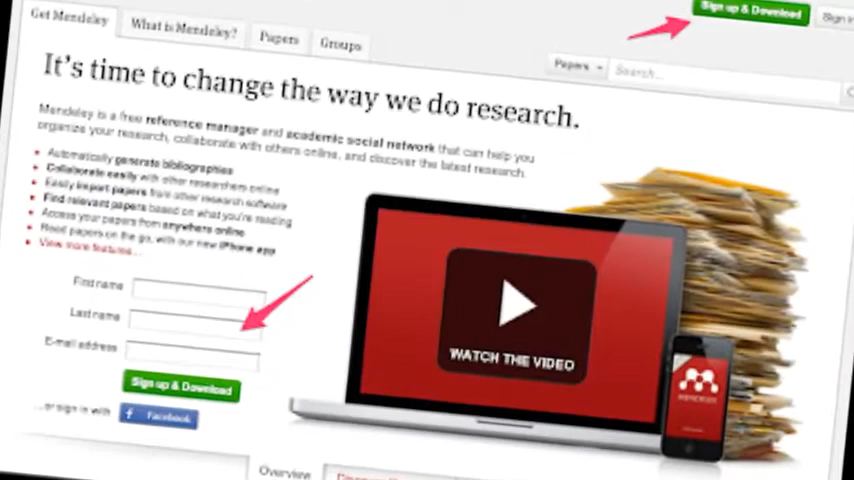 Get Mendeley
What is Mendeley?
Papers
Groups
Sign up & Download
Sign in
Papers
Search...
It's time to change the way we do research.
Mendeley is a free reference manager and academic social network that can help you
organize your research, collaborate with others online, and discover the latest research.
Automatically generate bibliographies
Collaborate easily with other researchers online
Easily import papers from other research software
Find relevant papers based on what you're reading
Access your papers from anywhere online
Read papers on the go, with our new iPhone app
View more features...
First name
Last name
E-mail address
Sign up & Download
...or sign in with
f Facebook
WATCH THE VIDEO
MENDELEY
Overview